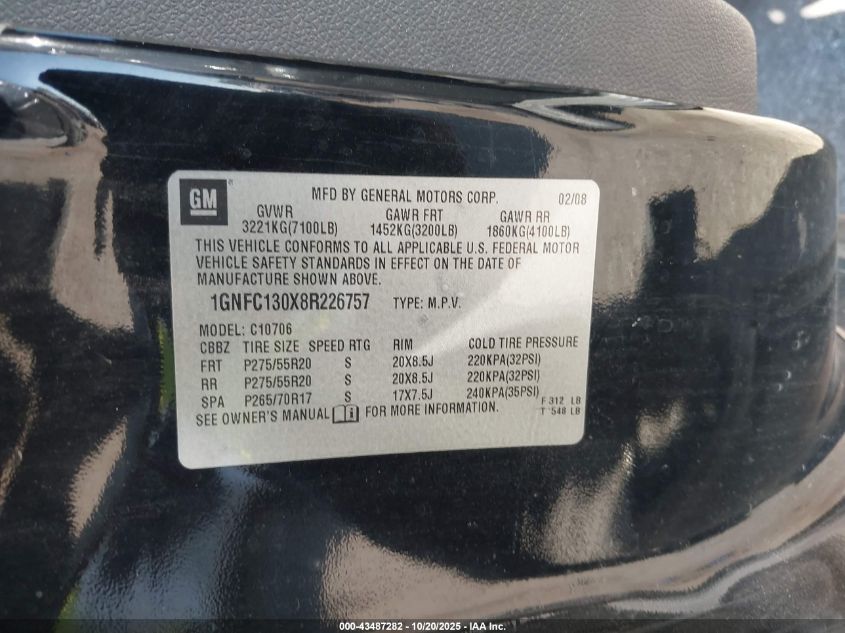 GM
MFD BY GENERAL MOTORS CORP. 02/08
GVWR GAWR FRT GAWR RR
3221KG(7100LB) 1452KG(3200LB) 1860KG(4100LB)
THIS VEHICLE CONFORMS TO ALL APPLICABLE U.S. FEDERAL MOTOR
VEHICLE SAFETY STANDARDS IN EFFECT ON THE DATE OF
MANUFACTURE SHOWN ABOVE.
1GNFC130X8R226757 TYPE: M.P.V.
MODEL: C10706
CBBZ TIRE SIZE SPEED RTG RIM COLD TIRE PRESSURE
FRT P275/55R20 S 20X8.5J 220KPA(32PSI)
RR P275/55R20 S 20X8.5J 220KPA(32PSI)
SPA P265/70R17 S 17X7.5J 240KPA(35PSI)
F 312 LB
SEE OWNER'S MANUAL FOR MORE INFORMATION. T 548 LB
000-43487282 | 10/20/2025 | IAA Inc.